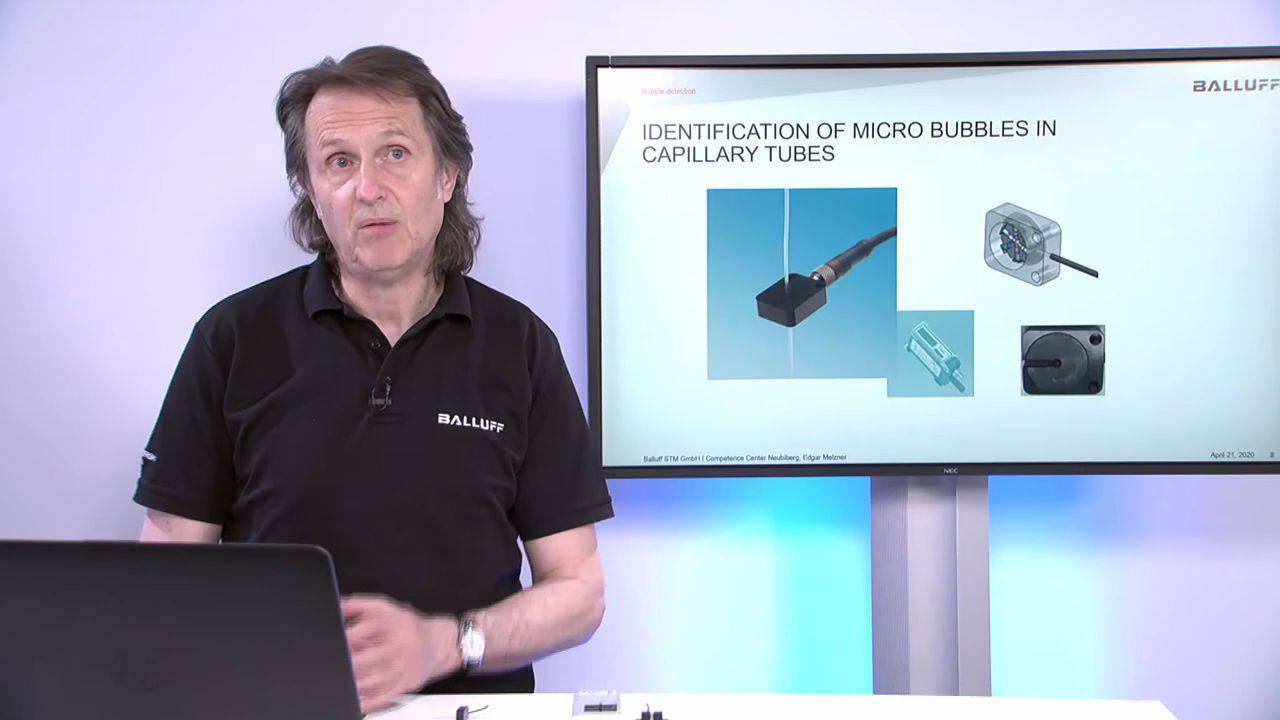 Bubble detection
BALLUFF
IDENTIFICATION OF MICRO BUBBLES IN
CAPILLARY TUBES
Balluff STM GmbH I Competence Center Neubiberg, Edgar Melzner
April 21, 2020 8
NEC
BALLUFF